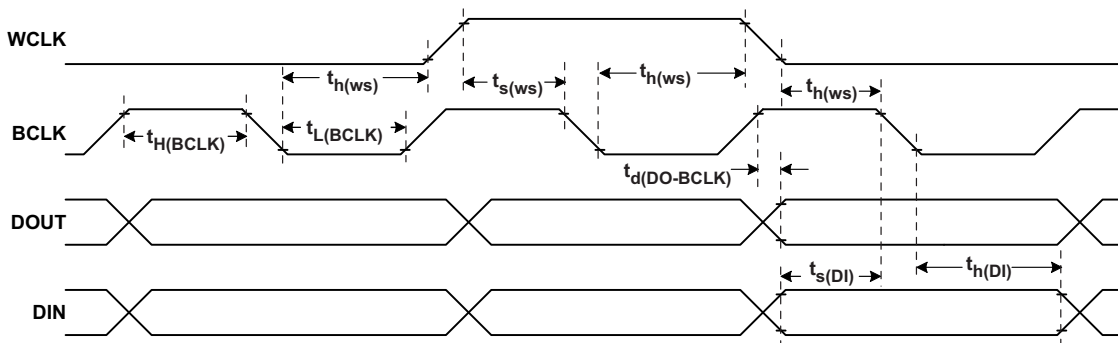 WCLK
t_h(ws)
t_s(ws)
t_h(ws)
t_h(ws)
BCLK
t_H(BCLK)
t_L(BCLK)
t_d(DO-BCLK)
DOUT
t_s(DI)
t_h(DI)
DIN